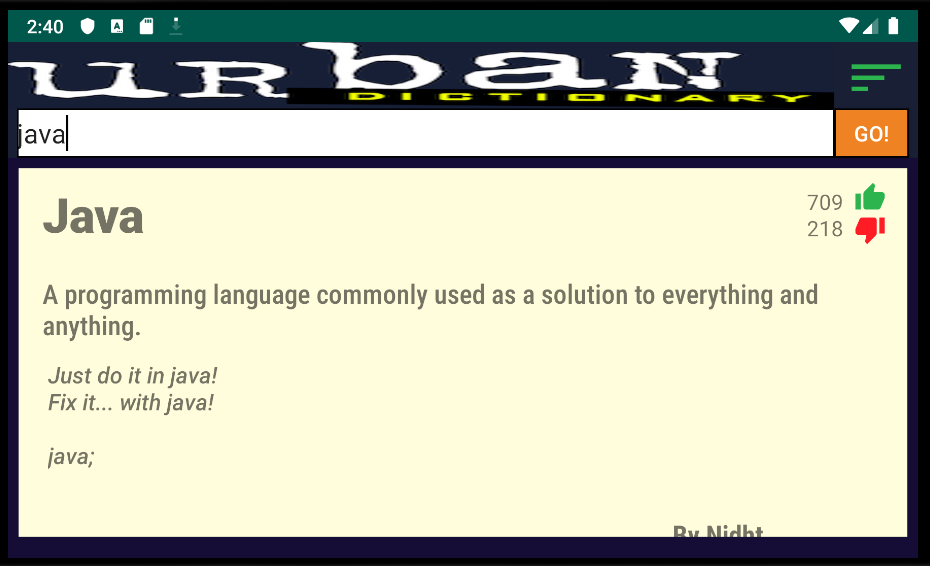 2:40
urban
DICTIONARY
java
GO!
Java
709
218
A programming language commonly used as a solution to everything and
anything.
Just do it in java!
Fix it... with java!
java;
By Nidht